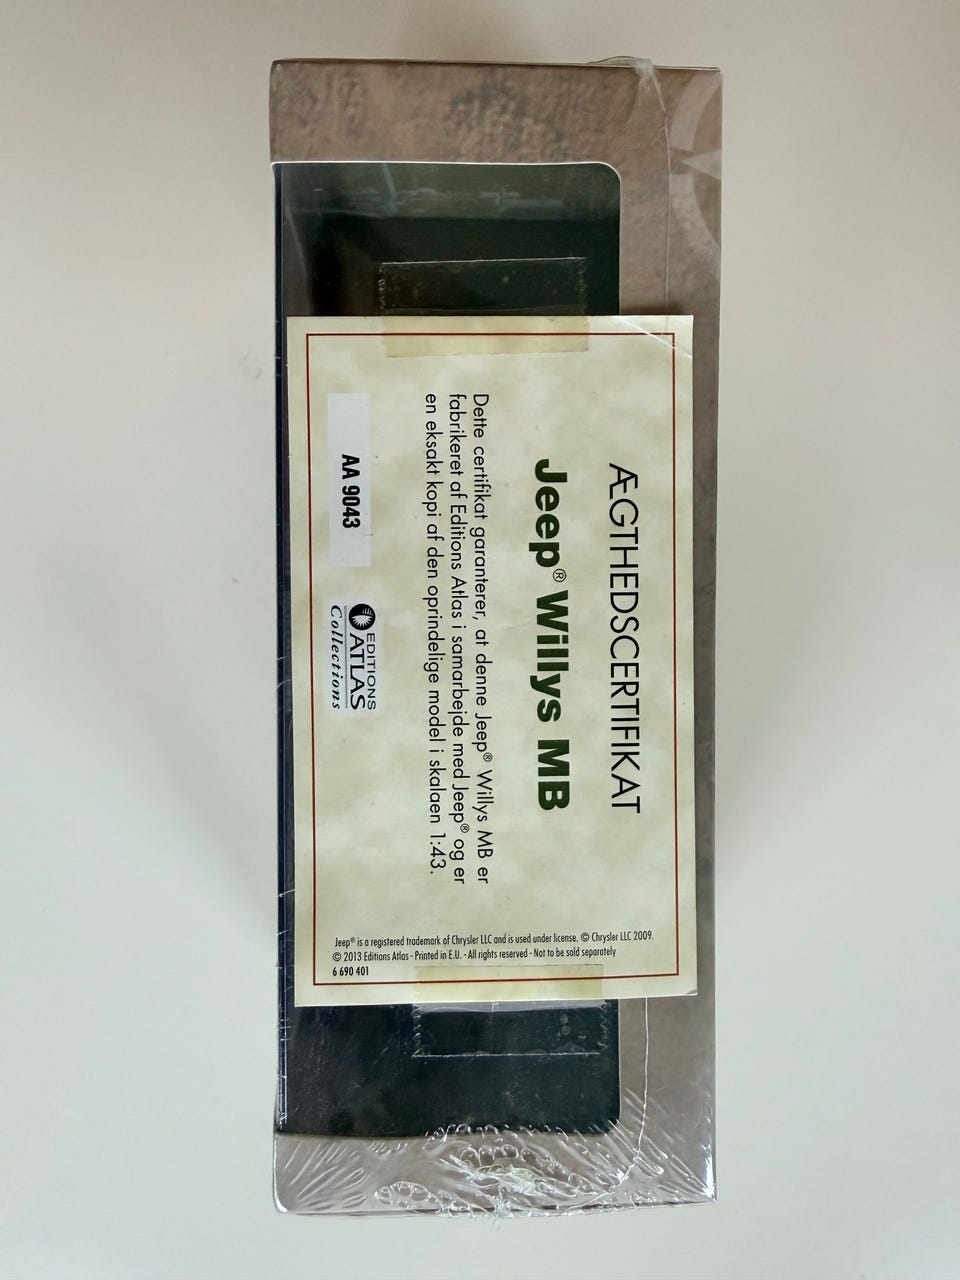 ÆGTHEDSCERTIFIKAT
Jeep® Willys MB
Dette certifikat garanterer, at denne Jeep® Willys MB er
fabrikeret af Editions Atlas i samarbejde med Jeep® og er
en eksakt kopi af den oprindelige model i skalaen 1:43.
AA 9043
EDITIONS
ATLAS
Collections
Jeep® is a registered trademark of Chrysler LLC and is used under license. © Chrysler LLC 2009.
© 2013 Editions Atlas - Printed in E.U. - All rights reserved - Not to be sold separately
6 690 401